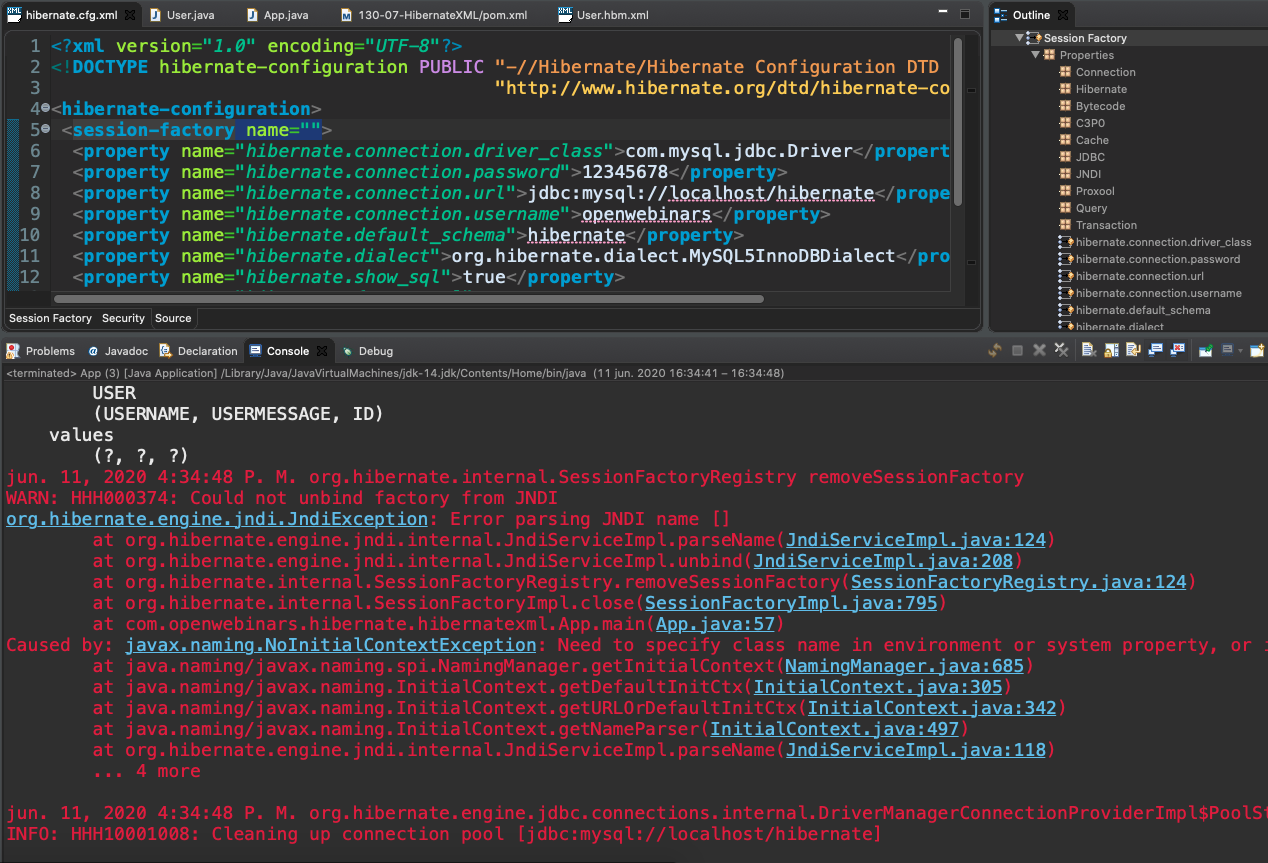 hibernate.cfg.xml User.java App.java 130-07-HibernateXML/pom.xml User.hbm.xml
1 <?xml version="1.0" encoding="UTF-8"?>
2 <!DOCTYPE hibernate-configuration PUBLIC "-//Hibernate/Hibernate Configuration DTD
3 "http://www.hibernate.org/dtd/hibernate-co
4 <hibernate-configuration>
5 <session-factory name="">
6 <property name="hibernate.connection.driver_class">com.mysql.jdbc.Driver</propert
7 <property name="hibernate.connection.password">12345678</property>
8 <property name="hibernate.connection.url">jdbc:mysql://localhost/hibernate</prope
9 <property name="hibernate.connection.username">openwebinars</property>
10 <property name="hibernate.default_schema">hibernate</property>
11 <property name="hibernate.dialect">org.hibernate.dialect.MySQL5InnoDBDialect</pro
12 <property name="hibernate.show_sql">true</property>
Session Factory Security Source
Outline
Session Factory
Properties
Connection
Hibernate
Bytecode
C3P0
Cache
JDBC
JNDI
Proxool
Query
Transaction
hibernate.connection.driver_class
hibernate.connection.password
hibernate.connection.url
hibernate.connection.username
hibernate.default_schema
hibernate.dialect
Problems @ Javadoc Declaration Console Debug
<terminated> App (3) [Java Application] /Library/Java/JavaVirtualMachines/jdk-14.jdk/Contents/Home/bin/java (11 jun. 2020 16:34:41 – 16:34:48)
USER
(USERNAME, USERMESSAGE, ID)
values
(?, ?, ?)
jun. 11, 2020 4:34:48 P. M. org.hibernate.internal.SessionFactoryRegistry removeSessionFactory
WARN: HHH000374: Could not unbind factory from JNDI
org.hibernate.engine.jndi.JndiException: Error parsing JNDI name []
at org.hibernate.engine.jndi.internal.JndiServiceImpl.parseName(JndiServiceImpl.java:124)
at org.hibernate.engine.jndi.internal.JndiServiceImpl.unbind(JndiServiceImpl.java:208)
at org.hibernate.internal.SessionFactoryRegistry.removeSessionFactory(SessionFactoryRegistry.java:124)
at org.hibernate.internal.SessionFactoryImpl.close(SessionFactoryImpl.java:795)
at com.openwebinars.hibernate.hibernatexml.App.main(App.java:57)
Caused by: javax.naming.NoInitialContextException: Need to specify class name in environment or system property, or i
at java.naming/javax.naming.spi.NamingManager.getInitialContext(NamingManager.java:685)
at java.naming/javax.naming.InitialContext.getDefaultInitCtx(InitialContext.java:305)
at java.naming/javax.naming.InitialContext.getURLOrDefaultInitCtx(InitialContext.java:342)
at java.naming/javax.naming.InitialContext.getNameParser(InitialContext.java:497)
at org.hibernate.engine.jndi.internal.JndiServiceImpl.parseName(JndiServiceImpl.java:118)
... 4 more
jun. 11, 2020 4:34:48 P. M. org.hibernate.engine.jdbc.connections.internal.DriverManagerConnectionProviderImpl$PoolSt
INFO: HHH10001008: Cleaning up connection pool [jdbc:mysql://localhost/hibernate]